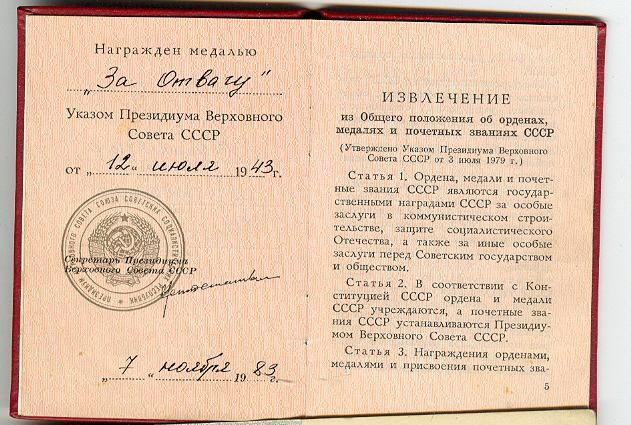 Награжден медалью
„За Отвагу"
Указом Президиума Верховного
Совета СССР
от „12" июля 1943 г.
Секретарь Президиума
Верховного Совета СССР
„7" ноября 1983 г.
ИЗВЛЕЧЕНИЕ
из Общего положения об орденах,
медалях и почетных званиях СССР
(Утверждено Указом Президиума Верховного
Совета СССР от 3 июля 1979 г.)
Статья 1. Ордена, медали и почет-
ные звания СССР являются государ-
ственными наградами СССР за особые
заслуги в коммунистическом строи-
тельстве, защите социалистического
Отечества, а также за иные особые
заслуги перед Советским государством
и обществом.
Статья 2. В соответствии с Кон-
ституцией СССР ордена и медали
СССР учреждаются, а почетные зва-
ния СССР устанавливаются Президиу-
мом Верховного Совета СССР.
Статья 3. Награждения орденами,
медалями и присвоения почетных зва-
5